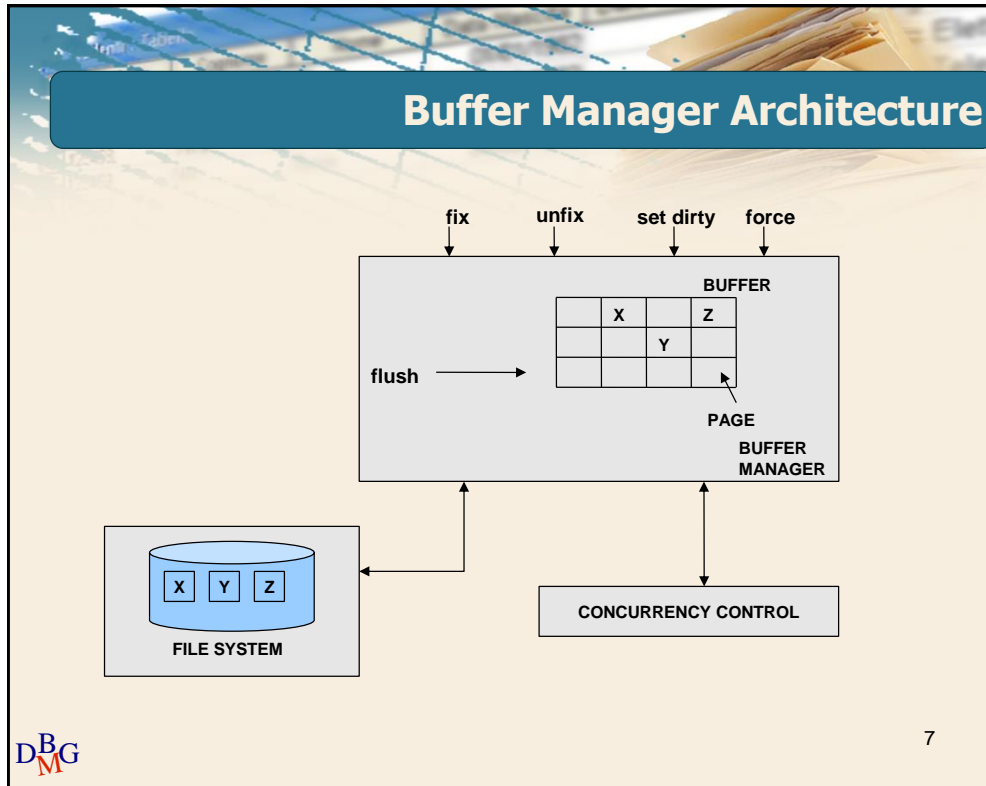 Buffer Manager Architecture
fix unfix set dirty force
BUFFER
X Z
Y
flush
PAGE
BUFFER
MANAGER
X Y Z
FILE SYSTEM
CONCURRENCY CONTROL
DBMG
7